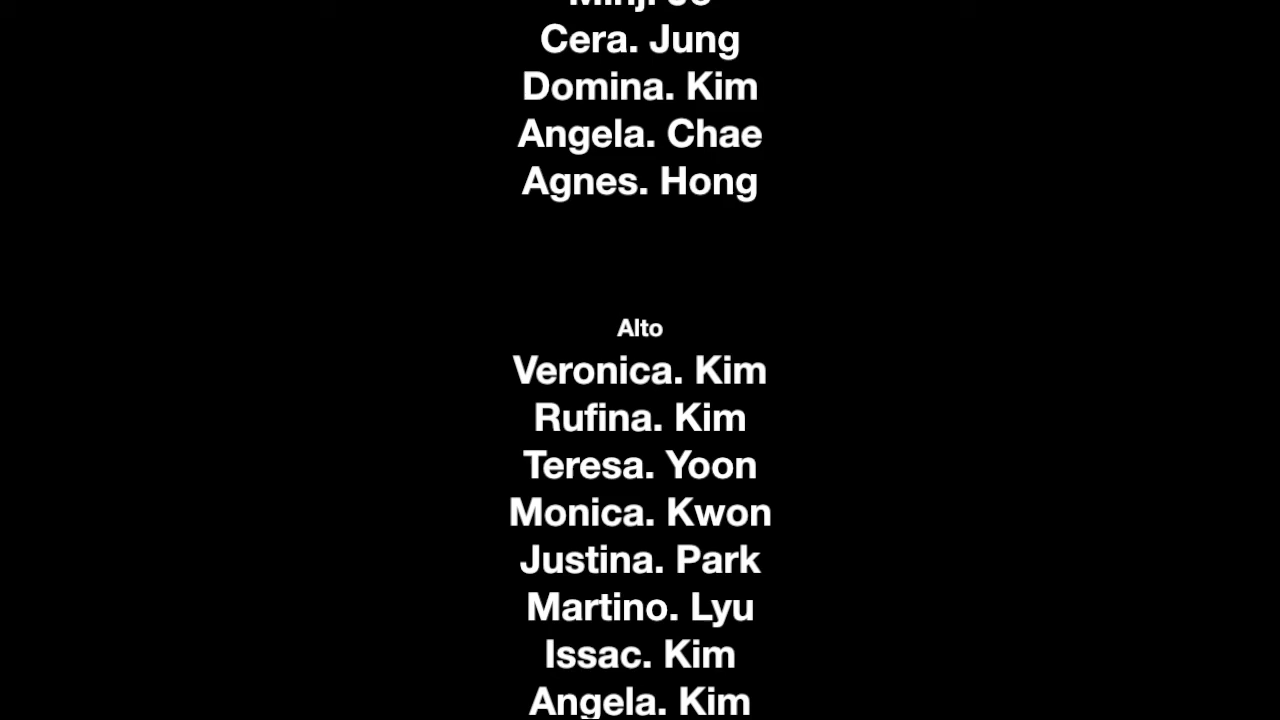 Cera. Jung
Domina. Kim
Angela. Chae
Agnes. Hong
Alto
Veronica. Kim
Rufina. Kim
Teresa. Yoon
Monica. Kwon
Justina. Park
Martino. Lyu
Issac. Kim
Angela. Kim